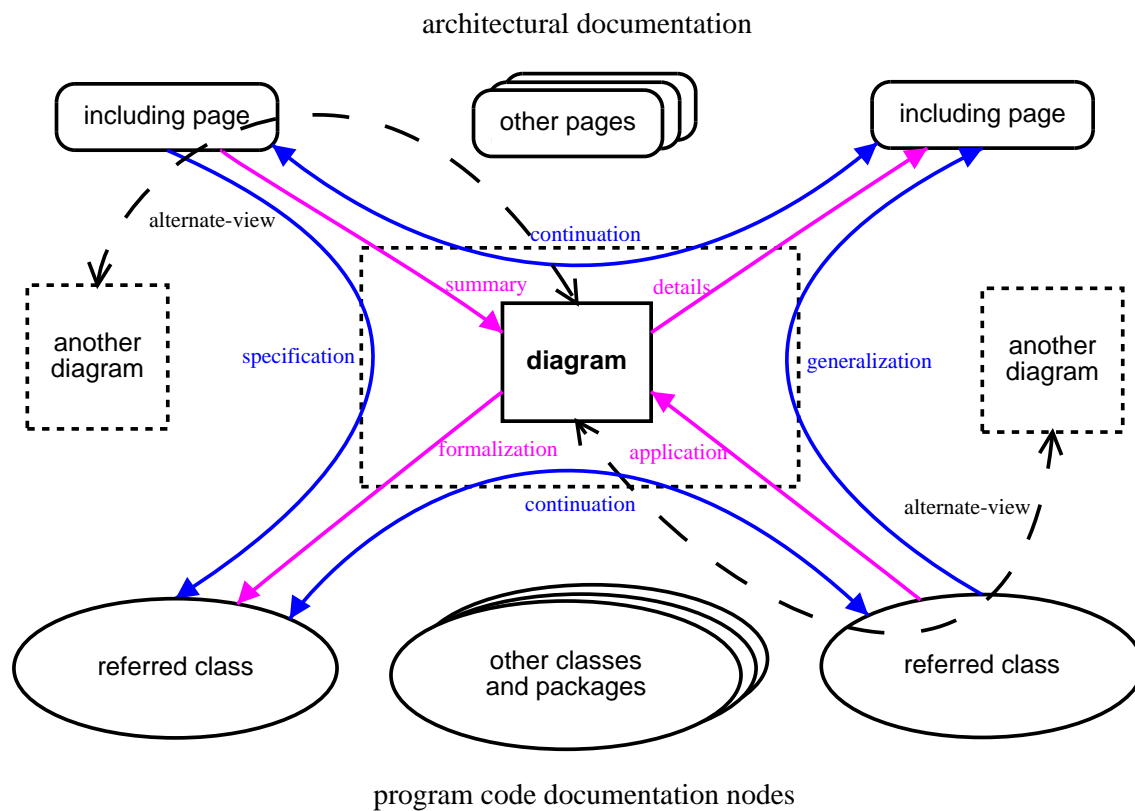 architectural documentation
including page
other pages
including page
alternate-view
continuation
summary
details
another
diagram
specification
diagram
generalization
another
diagram
formalization
application
continuation
alternate-view
referred class
other classes
and packages
referred class
program code documentation nodes